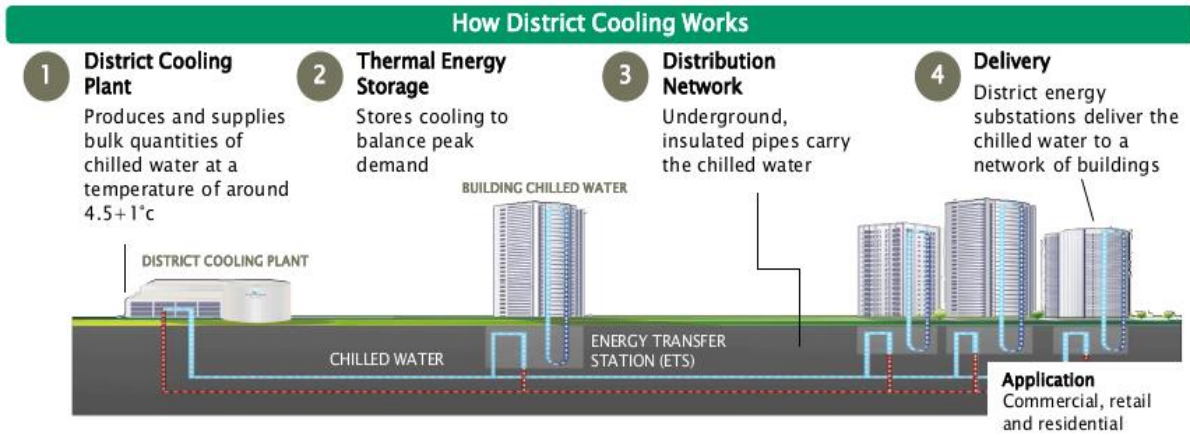 How District Cooling Works
1
District Cooling
Plant
Produces and supplies
bulk quantities of
chilled water at a
temperature of around
4.5+1°c
2
Thermal Energy
Storage
Stores cooling to
balance peak
demand
3
Distribution
Network
Underground,
insulated pipes carry
the chilled water
4
Delivery
District energy
substations deliver the
chilled water to a
network of buildings
BUILDING CHILLED WATER
DISTRICT COOLING PLANT
CHILLED WATER
ENERGY TRANSFER
STATION (ETS)
Application
Commercial, retail
and residential